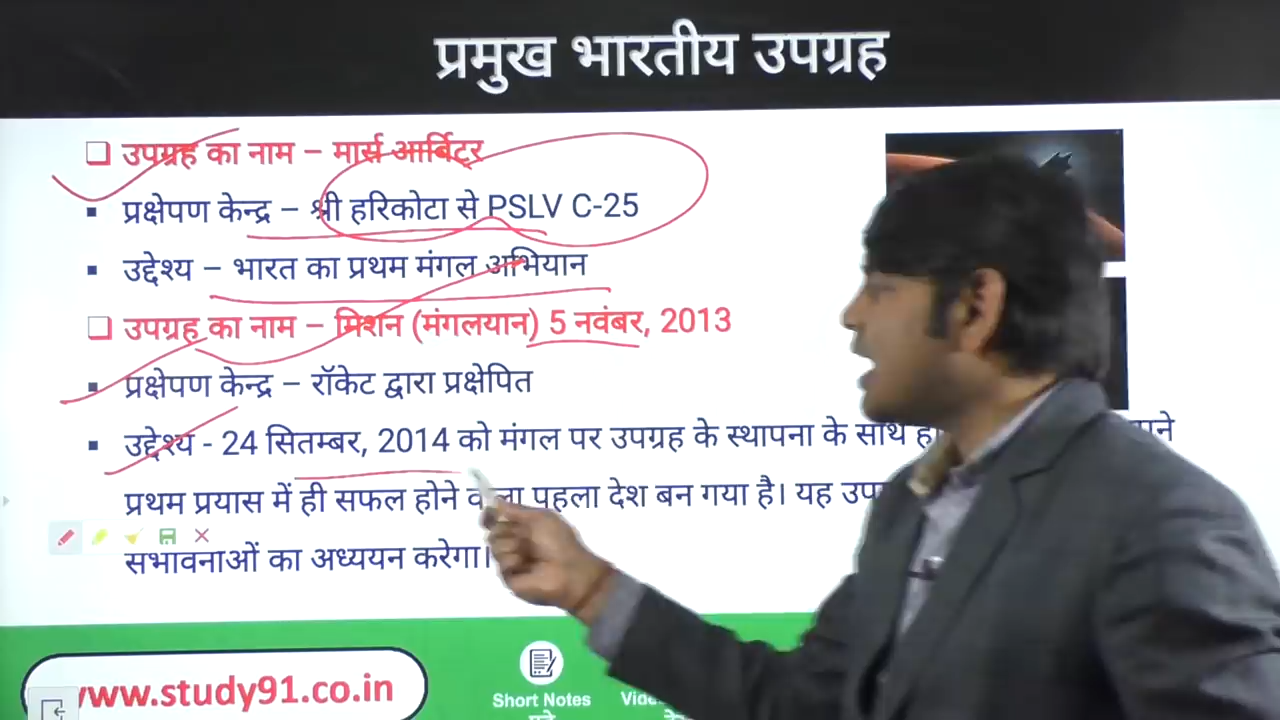 प्रमुख भारतीय उपग्रह
❑ उपग्रह का नाम – मार्स आर्बिटर
▪ प्रक्षेपण केन्द्र – श्री हरिकोटा से PSLV C-25
▪ उद्देश्य – भारत का प्रथम मंगल अभियान
❑ उपग्रह का नाम – मिशन (मंगलयान) 5 नवंबर, 2013
▪ प्रक्षेपण केन्द्र – रॉकेट द्वारा प्रक्षेपित
▪ उद्देश्य - 24 सितम्बर, 2014 को मंगल पर उपग्रह के स्थापना के साथ
प्रथम प्रयास में ही सफल होने पहला देश बन गया है। यह
सभावनाओं का अध्ययन करेगा।
www.study91.co.in
Short Notes